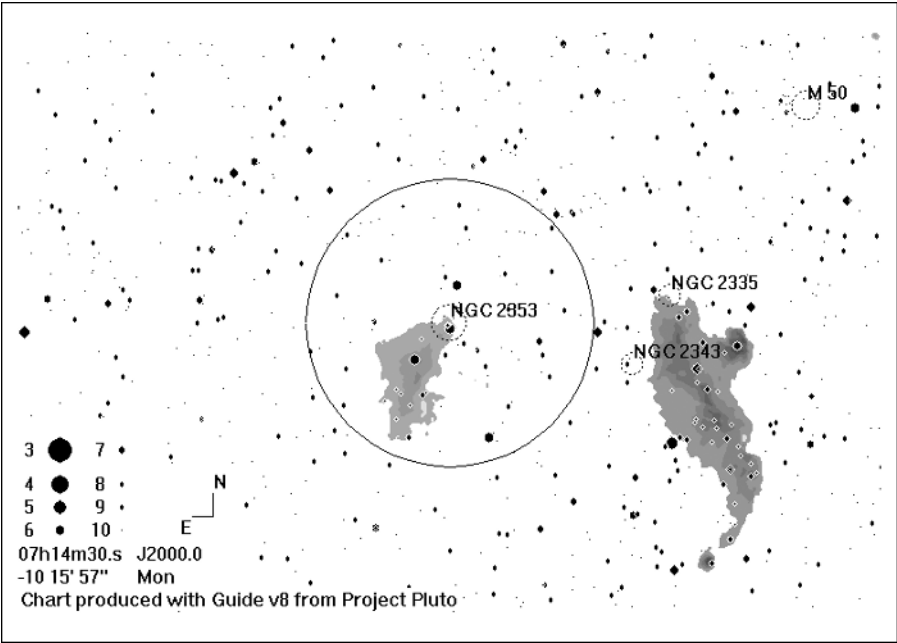 M 50
NGC 2335
NGC 2353
NGC 2343
3 7
4 8
5 9
6 10
N
E
07h14m30.s J2000.0
-10 15' 57" Mon
Chart produced with Guide v8 from Project Pluto